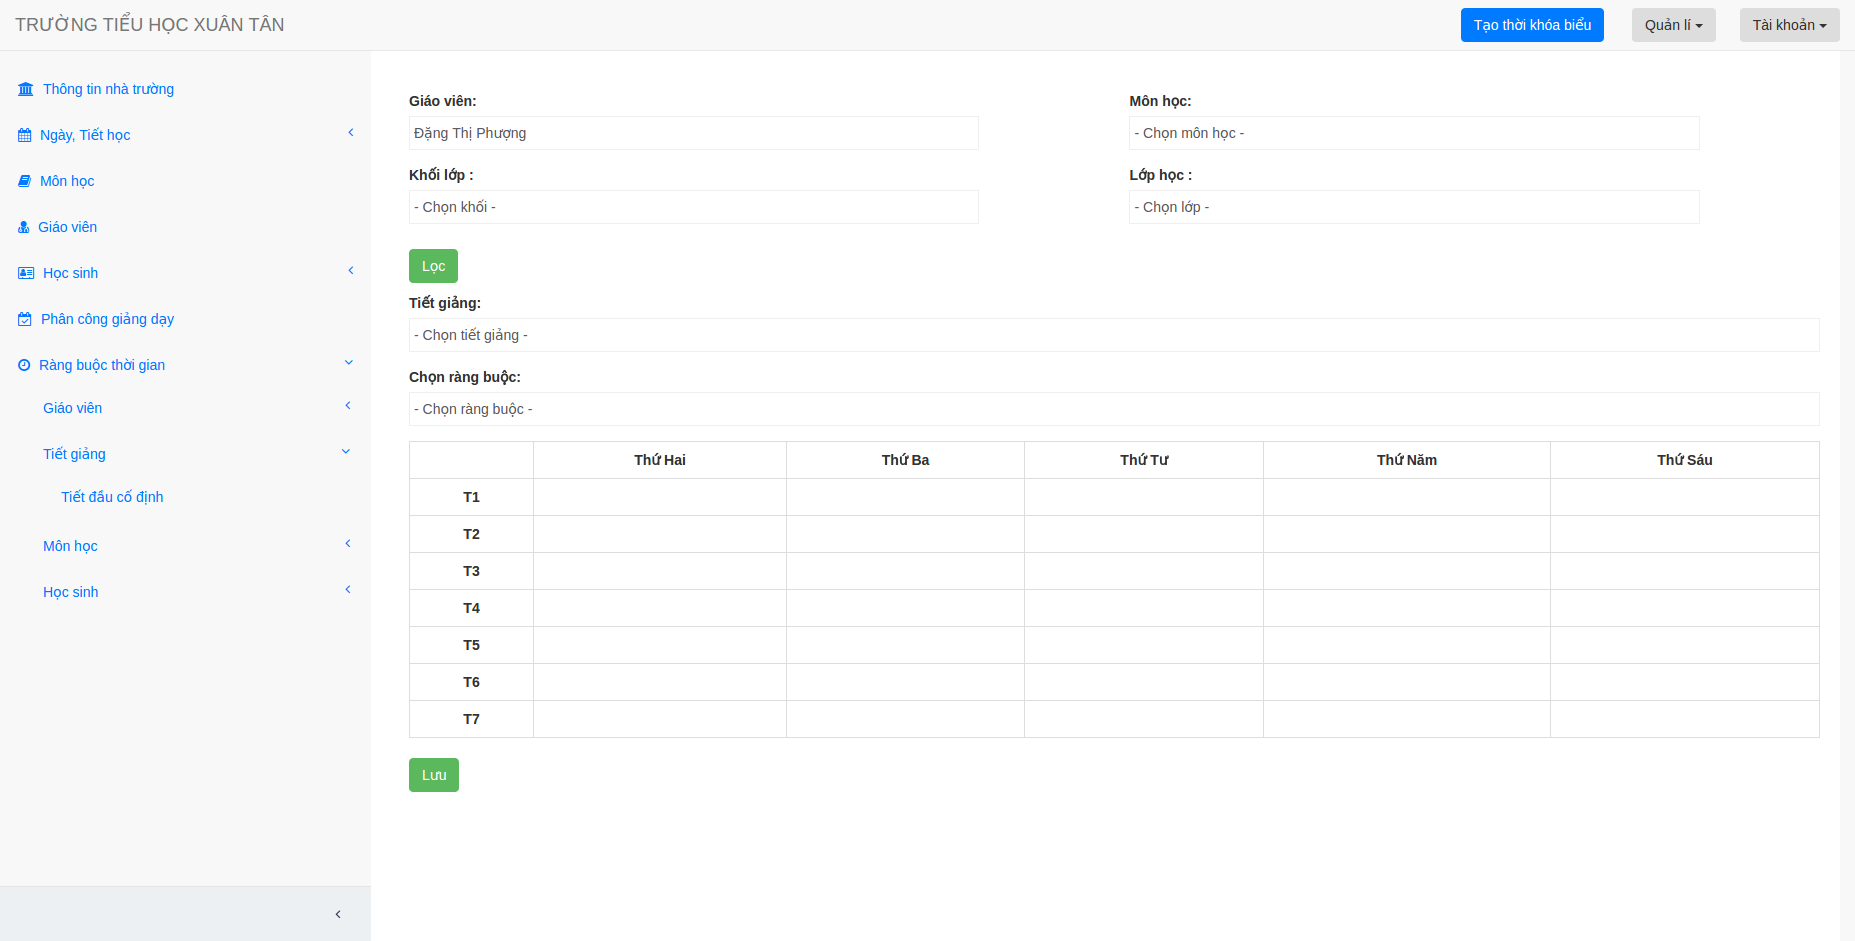 TRƯỜNG TIỂU HỌC XUÂN TÂN
Tạo thời khóa biểu
Quản lí
Tài khoản
Thông tin nhà trường
Ngày, Tiết học
Môn học
Giáo viên
Học sinh
Phân công giảng dạy
Ràng buộc thời gian
Giáo viên
Tiết giảng
Tiết đầu cố định
Môn học
Học sinh
Giáo viên:
Đặng Thị Phượng
Môn học:
- Chọn môn học -
Khối lớp :
- Chọn khối -
Lớp học :
- Chọn lớp -
Lọc
Tiết giảng:
- Chọn tiết giảng -
Chọn ràng buộc:
- Chọn ràng buộc -
Thứ Hai Thứ Ba Thứ Tư Thứ Năm Thứ Sáu
T1
T2
T3
T4
T5
T6
T7
Lưu